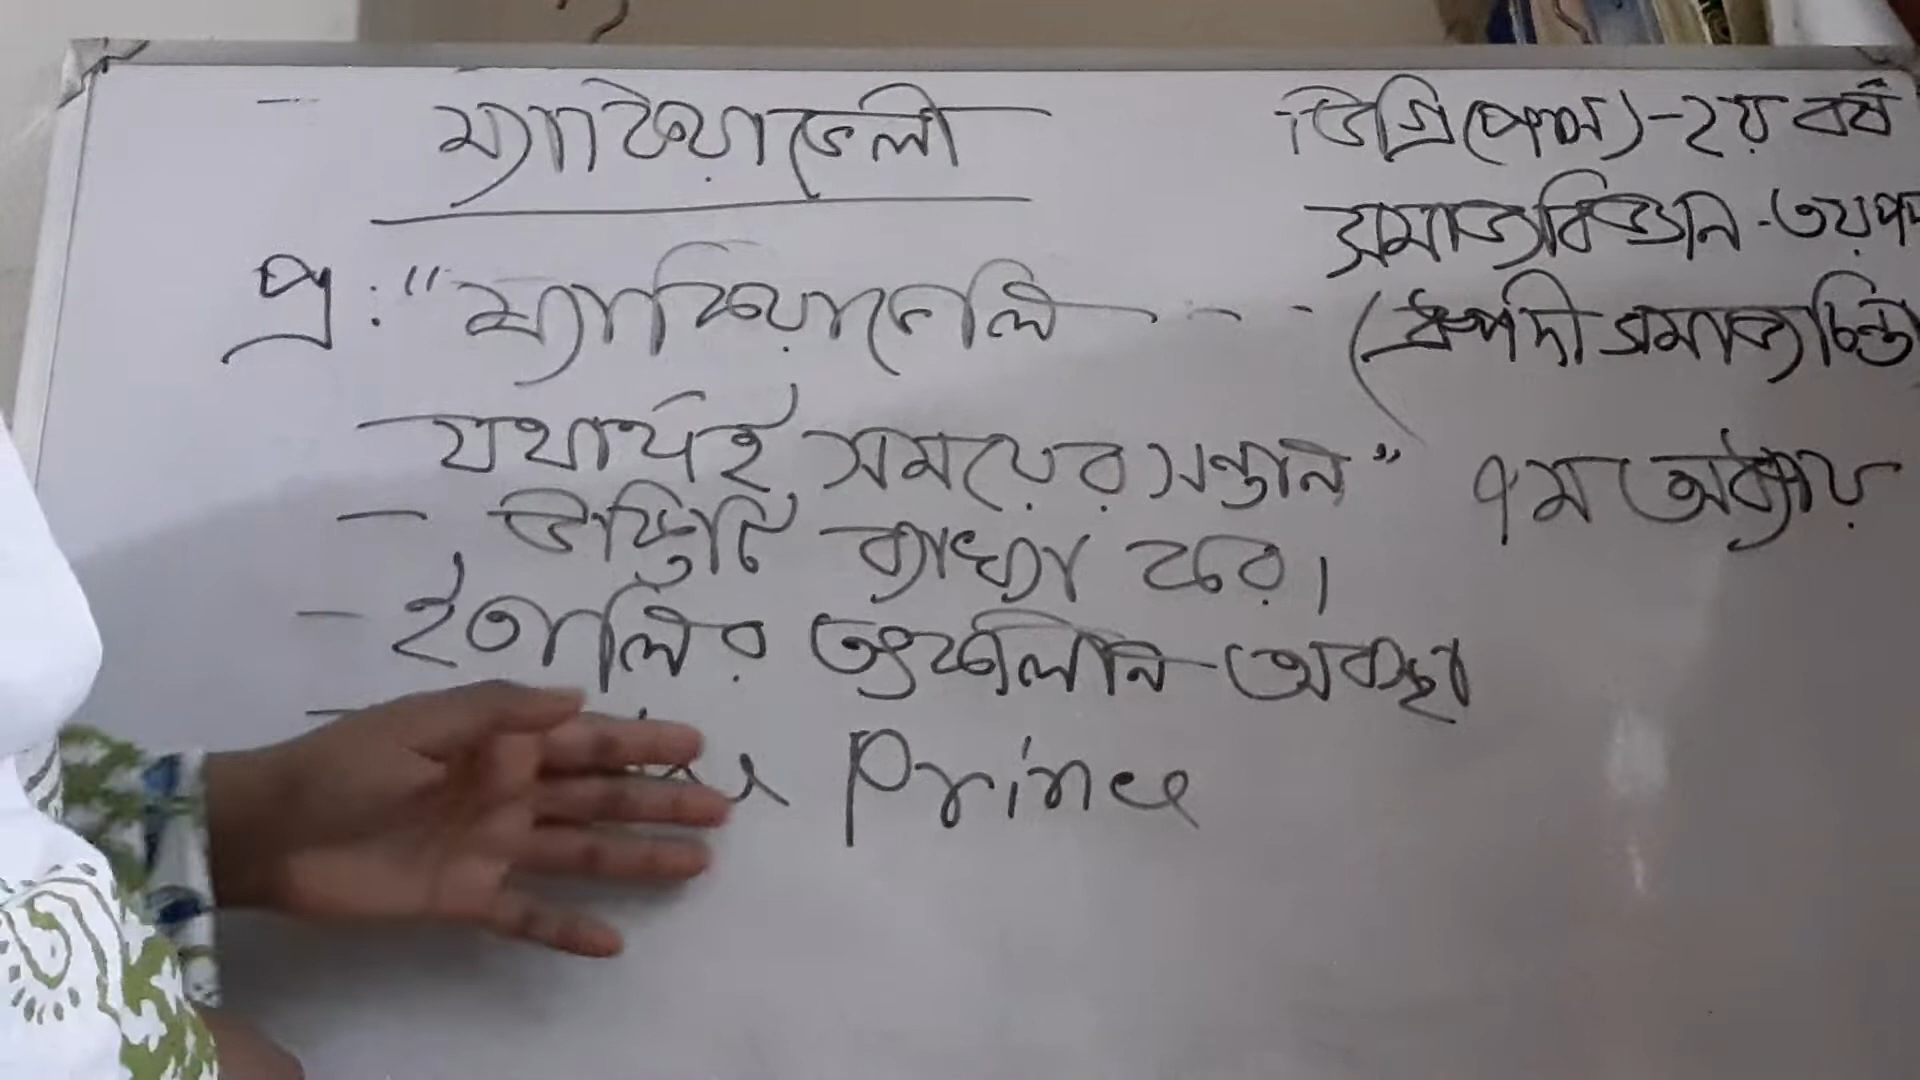 ম্যাকিয়াভেলী
ডিগ্রি (পাস)-২য় বর্ষ
সমাজবিজ্ঞান-৩য় পত্র
(ধ্রুপদী সমাজচিন্তা
৭ম অধ্যায়
প্র: "ম্যাকিয়াভেলি - - -
যথার্থই সময়ের সন্তান"
- উক্তিটি ব্যাখ্যা কর।
- ইতালির তৎকালীন অবস্থা
- Prince